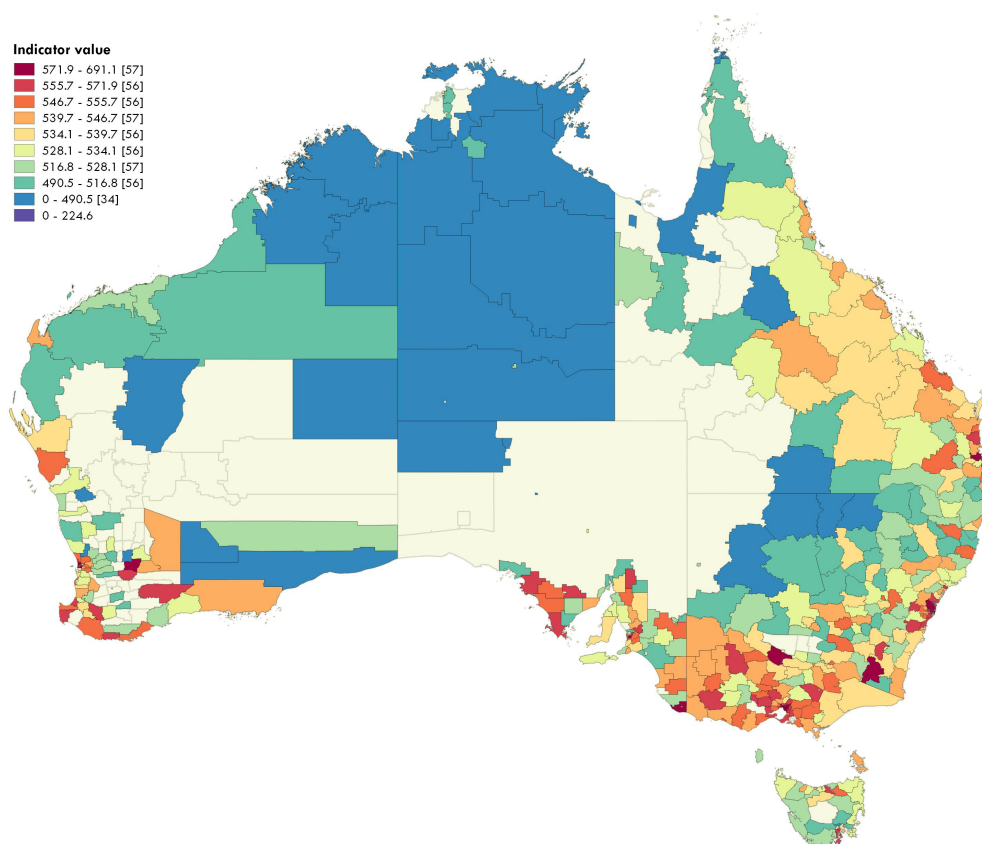 Indicator value
571.9 - 691.1 [57]
555.7 - 571.9 [56]
546.7 - 555.7 [56]
539.7 - 546.7 [57]
534.1 - 539.7 [56]
528.1 - 534.1 [56]
516.8 - 528.1 [57]
490.5 - 516.8 [56]
0 - 490.5 [34]
0 - 224.6